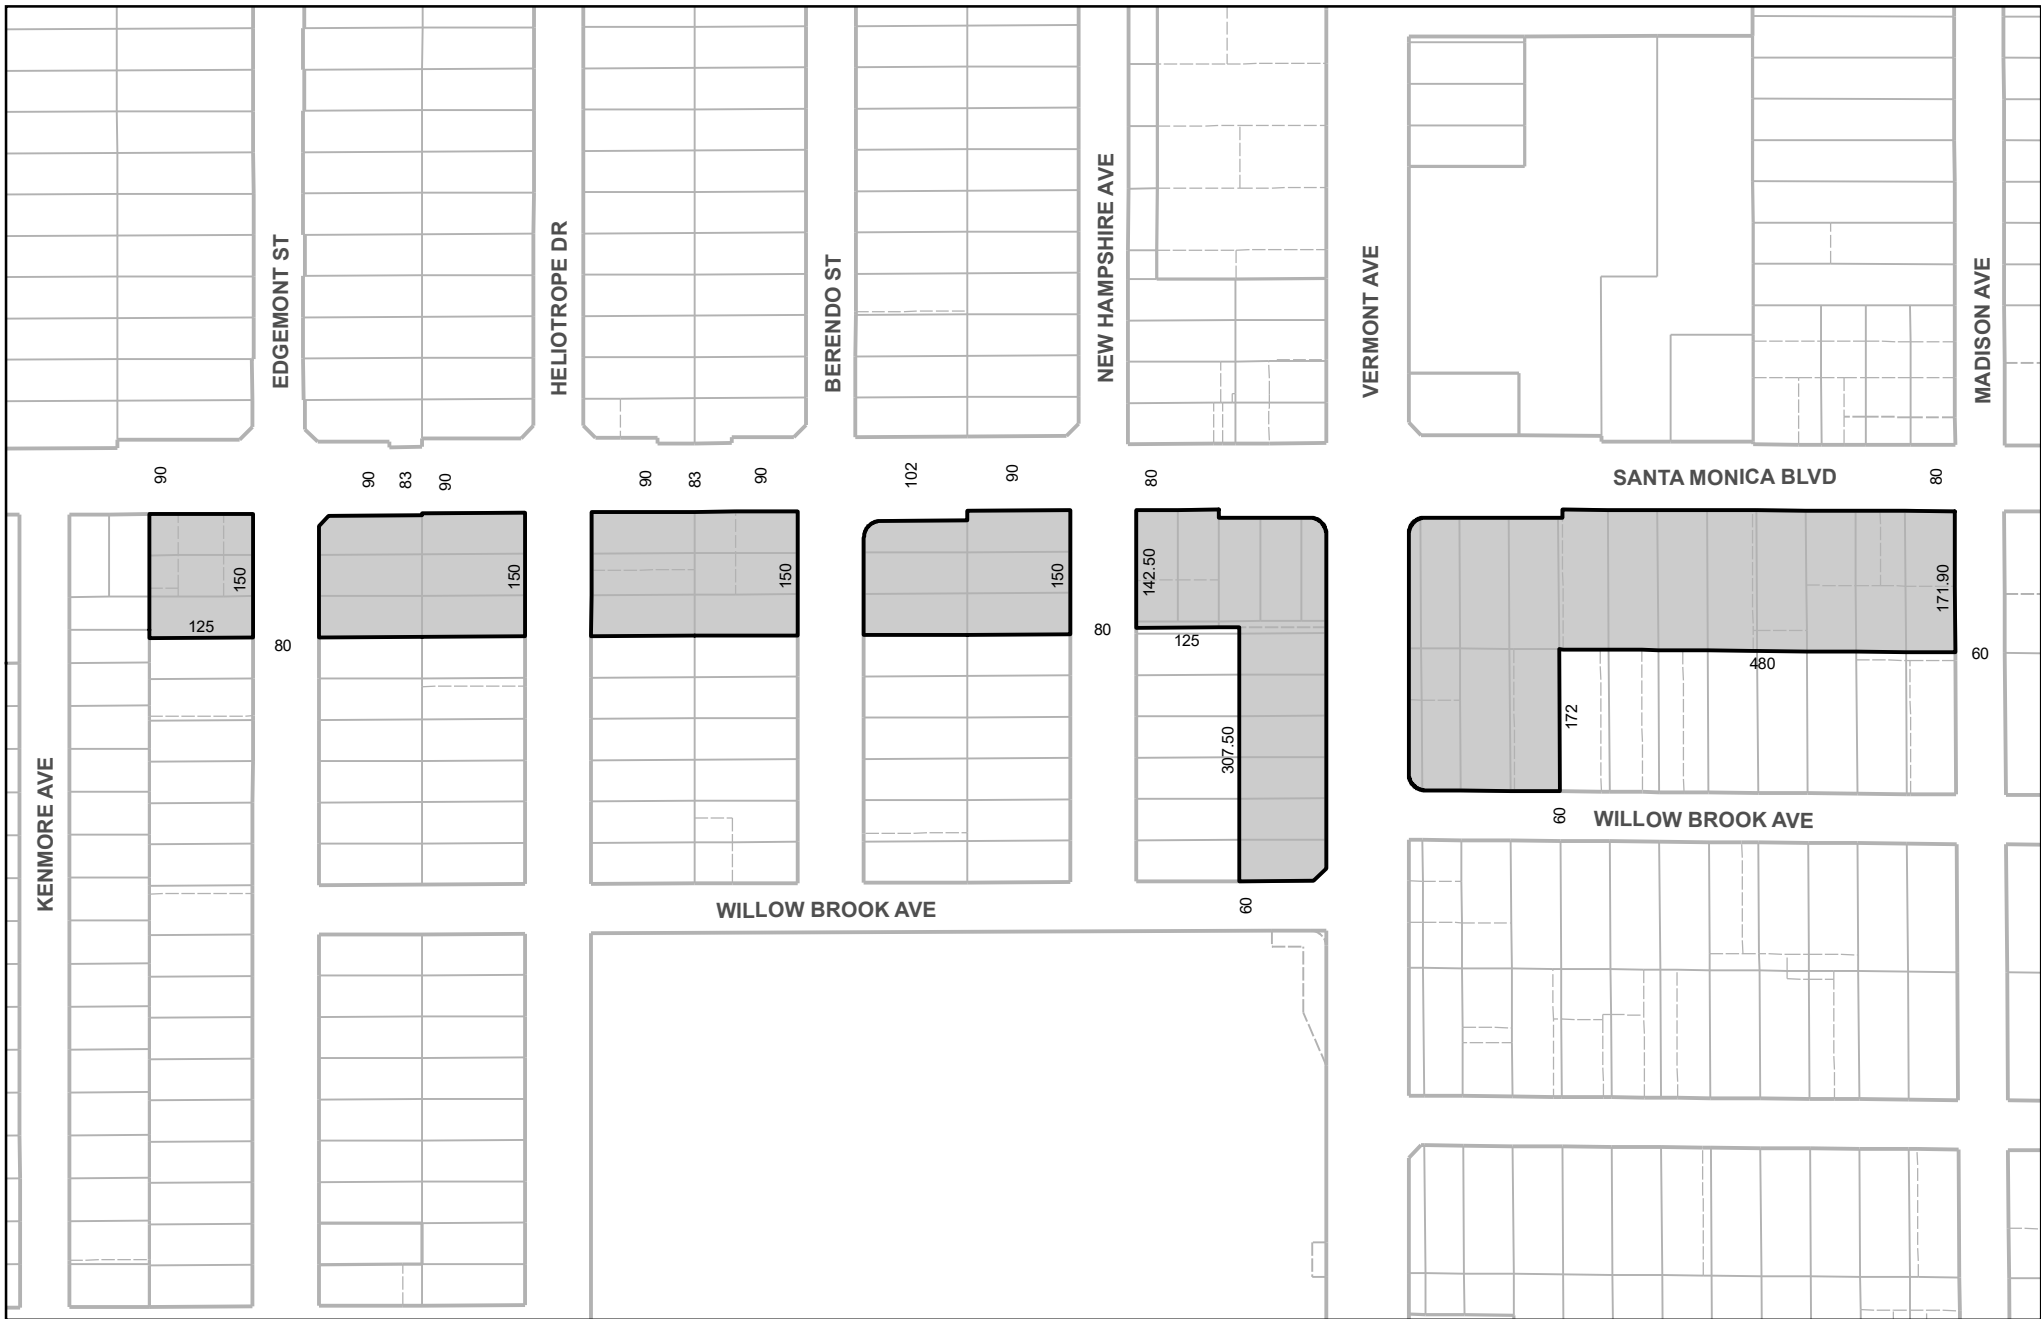 EDGEMONT ST
HELIOTROPE DR
BERENDO ST
NEW HAMPSHIRE AVE
VERMONT AVE
MADISON AVE
90
90
83
90
90
83
90
102
90
80
SANTA MONICA BLVD
80
150
125
80
150
150
150
80
142.50
125
307.50
171.90
480
60
172
KENMORE AVE
60
WILLOW BROOK AVE
WILLOW BROOK AVE
60